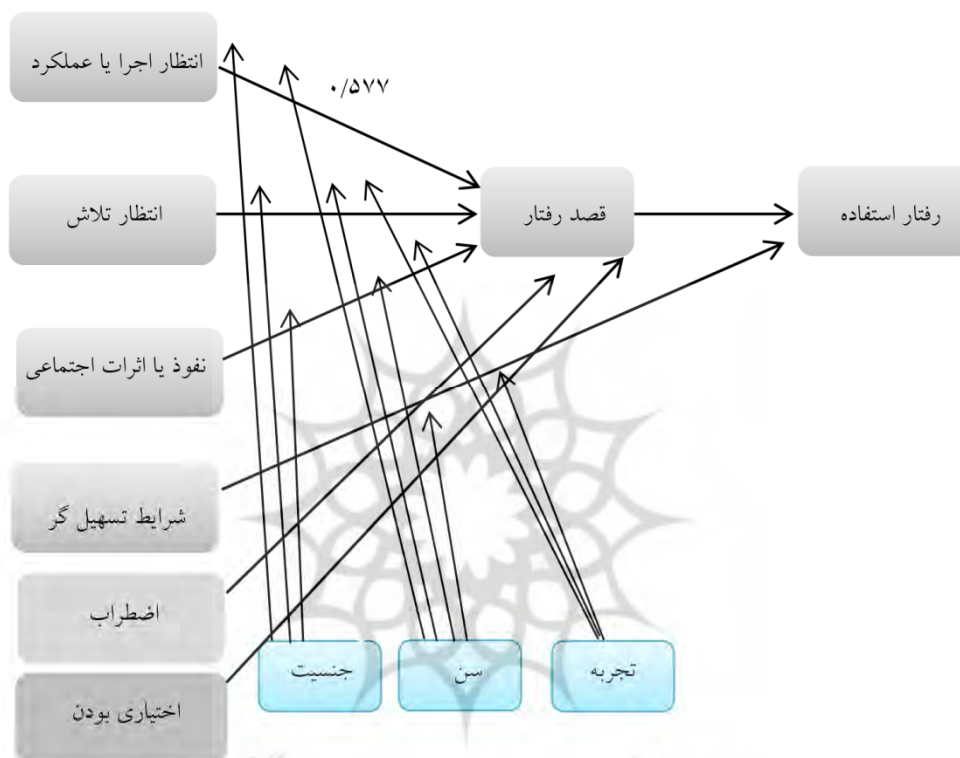 انتظار اجرا یا عملکرد
۰/۵۷۷
انتظار تلاش
قصد رفتار
رفتار استفاده
نفوذ یا اثرات اجتماعی
شرایط تسهیل گر
اضطراب
اختیاری بودن
جنسیت
سن
تجربه